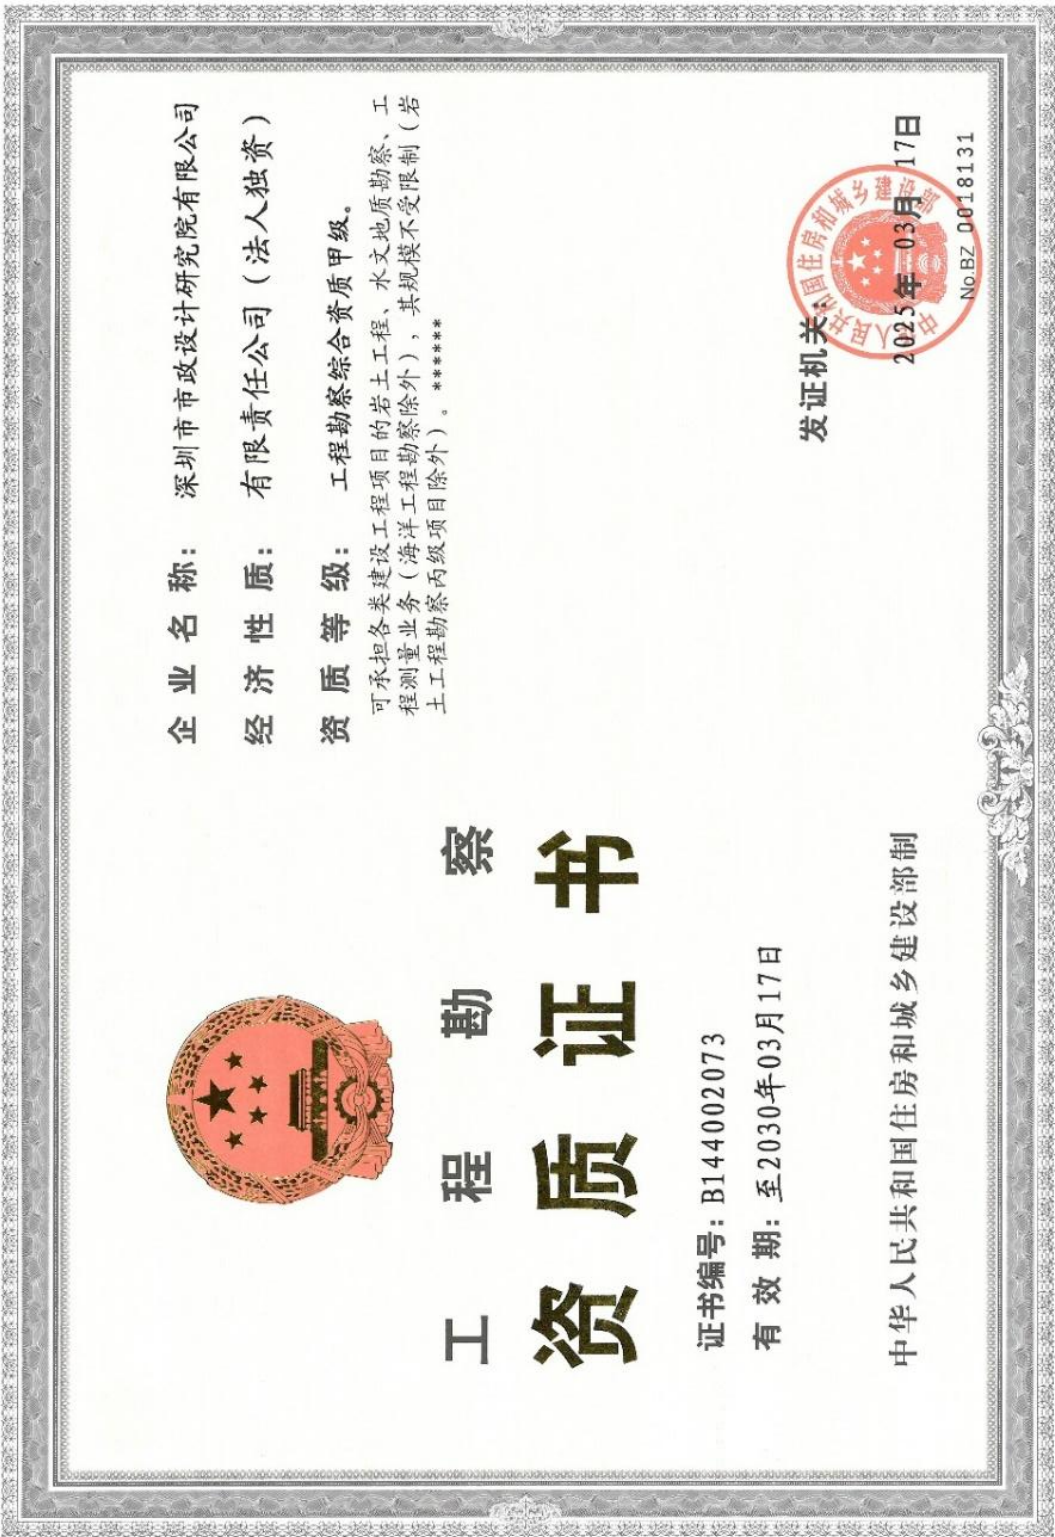 工程勘察
资质证书
证书编号：B144002073
有效期：至2030年03月17日
中华人民共和国住房和城乡建设部制
企业名称：深圳市市政设计研究院有限公司
经济性质：有限责任公司（法人独资）
资质等级：工程勘察综合资质甲级。
可承担各类建设工程项目的岩土工程、水文地质勘察、工
程测量业务（海洋工程勘察除外），其规模不受限制（岩
土工程勘察丙级项目除外）。******
发证机关：
中华人民共和国住房和城乡建设部
2025年03月17日
No.BZ 0018131